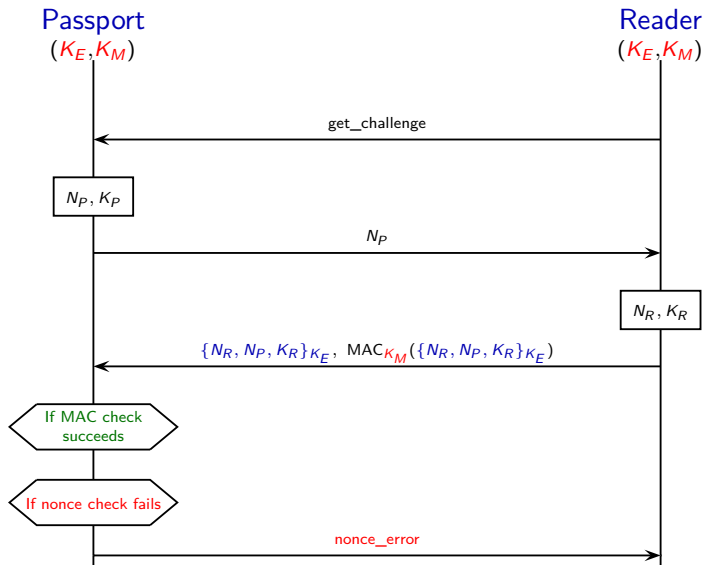 Passport Reader
(K_E, K_M) (K_E, K_M)
get_challenge
N_P, K_P
N_P
N_R, K_R
{N_R, N_P, K_R}_{K_E}, MAC_{K_M}({N_R, N_P, K_R}_{K_E})
If MAC check
succeeds
If nonce check fails
nonce_error